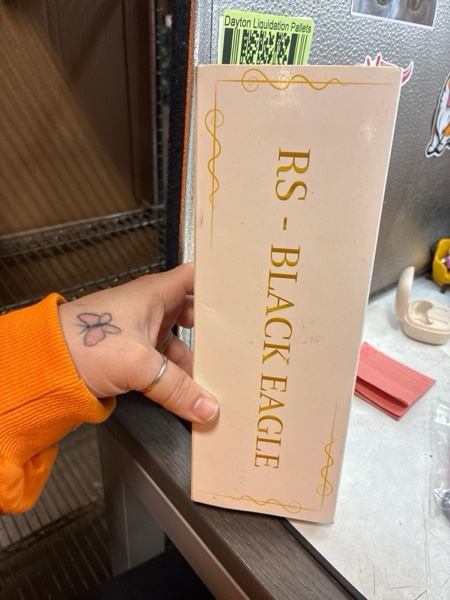 Dayton Liquidation Pallets
RS - BLACK EAGLE